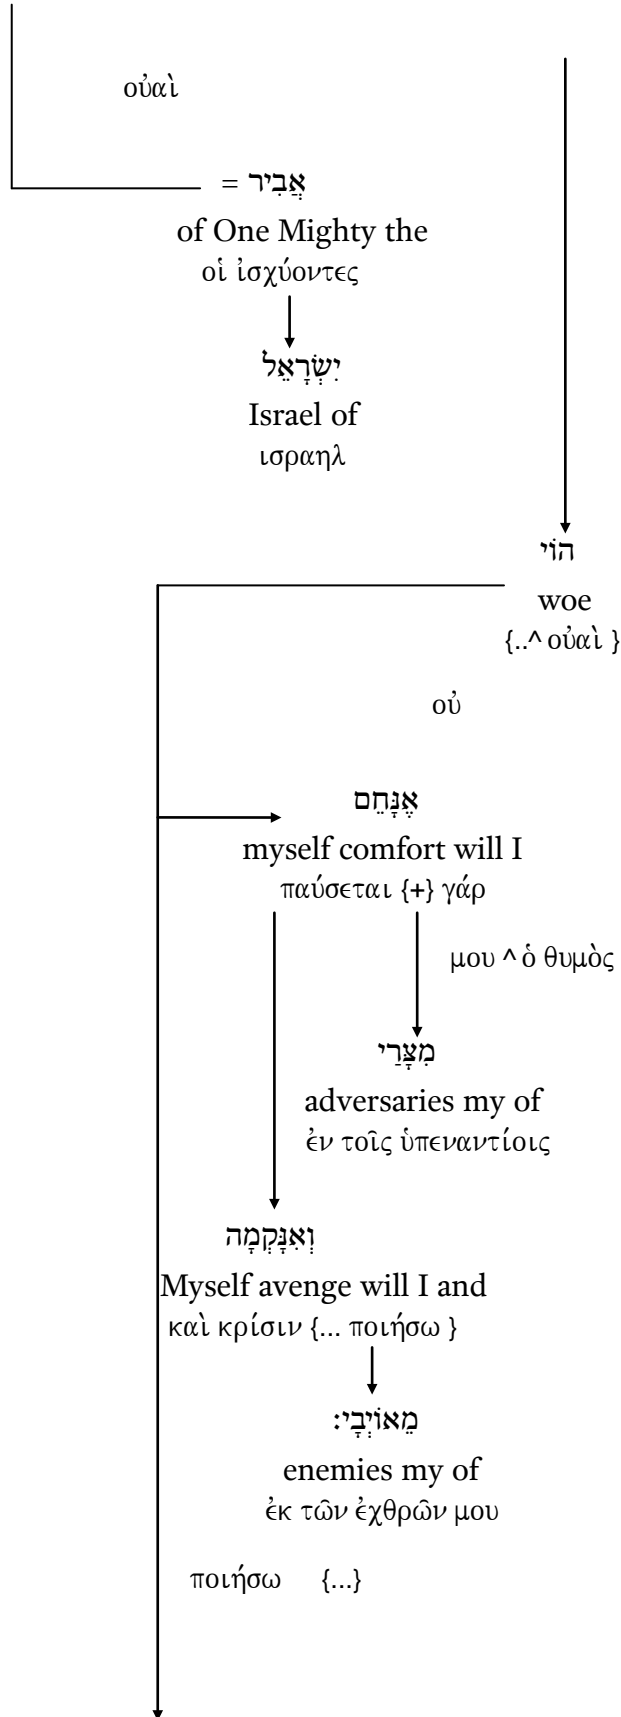 οὐαὶ
= אֲבִיר
of One Mighty the
οἱ ἰσχύοντες
יִשְׂרָאֵל
Israel of
ισραηλ
הוֹי
woe
{..^ οὐαὶ }
οὐ
אֶנָּחֵם
myself comfort will I
παύσεται {+} γάρ
μου ^ ὁ θυμὸς
מִצָּרַי
adversaries my of
ἐν τοῖς ὑπεναντίοις
וְאִנָּקְמָה
Myself avenge will I and
καὶ κρίσιν {... ποιήσω }
מֵאוֹיְבָי׃
enemies my of
ἐκ τῶν ἐχθρῶν μου
ποιήσω {...}